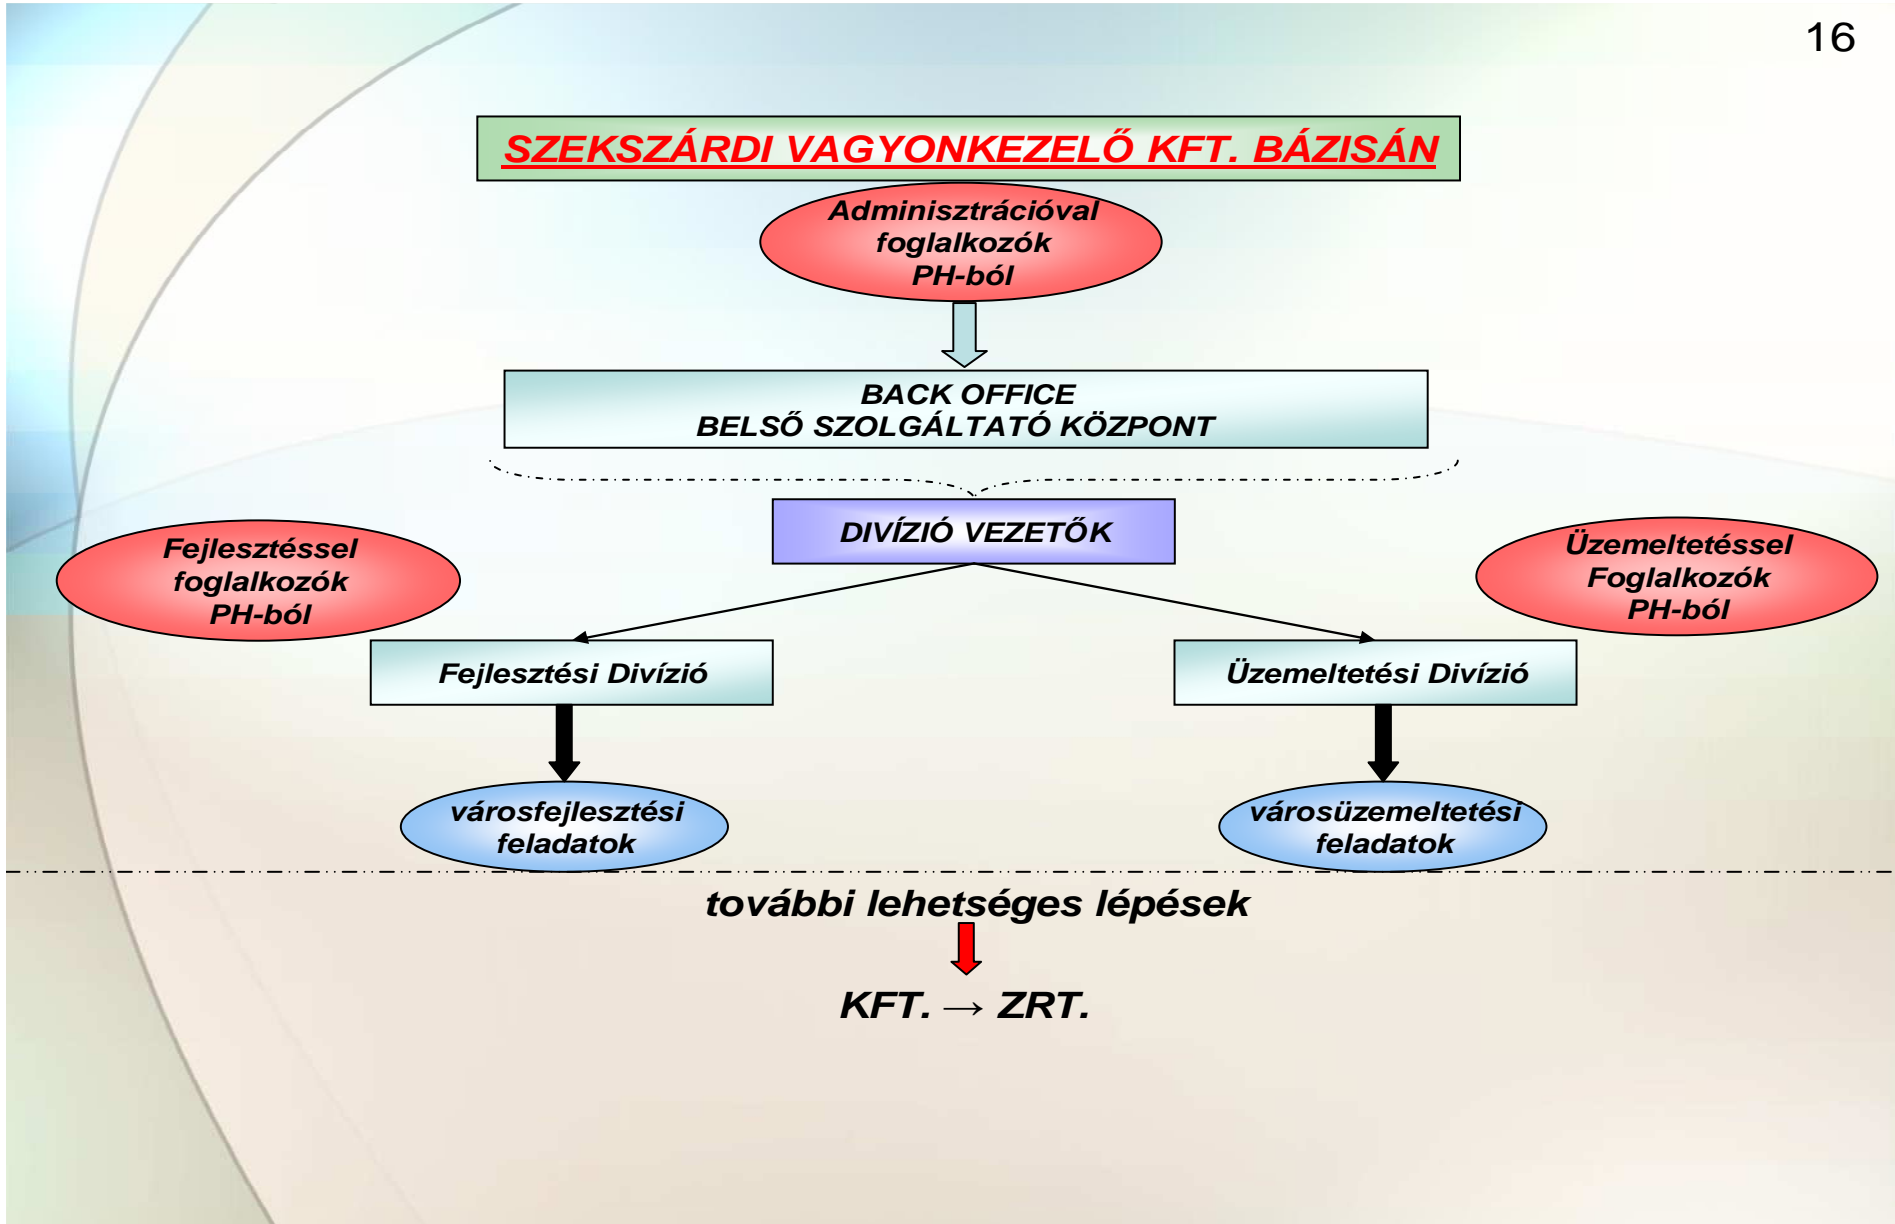 16
SZEKSZÁRDI VAGYONKEZELŐ KFT. BÁZISÁN
Adminisztrációval
foglalkozók
PH-ból
BACK OFFICE
BELSŐ SZOLGÁLTATÓ KÖZPONT
DIVÍZIÓ VEZETŐK
Fejlesztéssel
foglalkozók
PH-ból
Üzemeltetéssel
Foglalkozók
PH-ból
Fejlesztési Divízió
Üzemeltetési Divízió
városfejlesztési
feladatok
városüzemeltetési
feladatok
további lehetséges lépések
KFT. → ZRT.